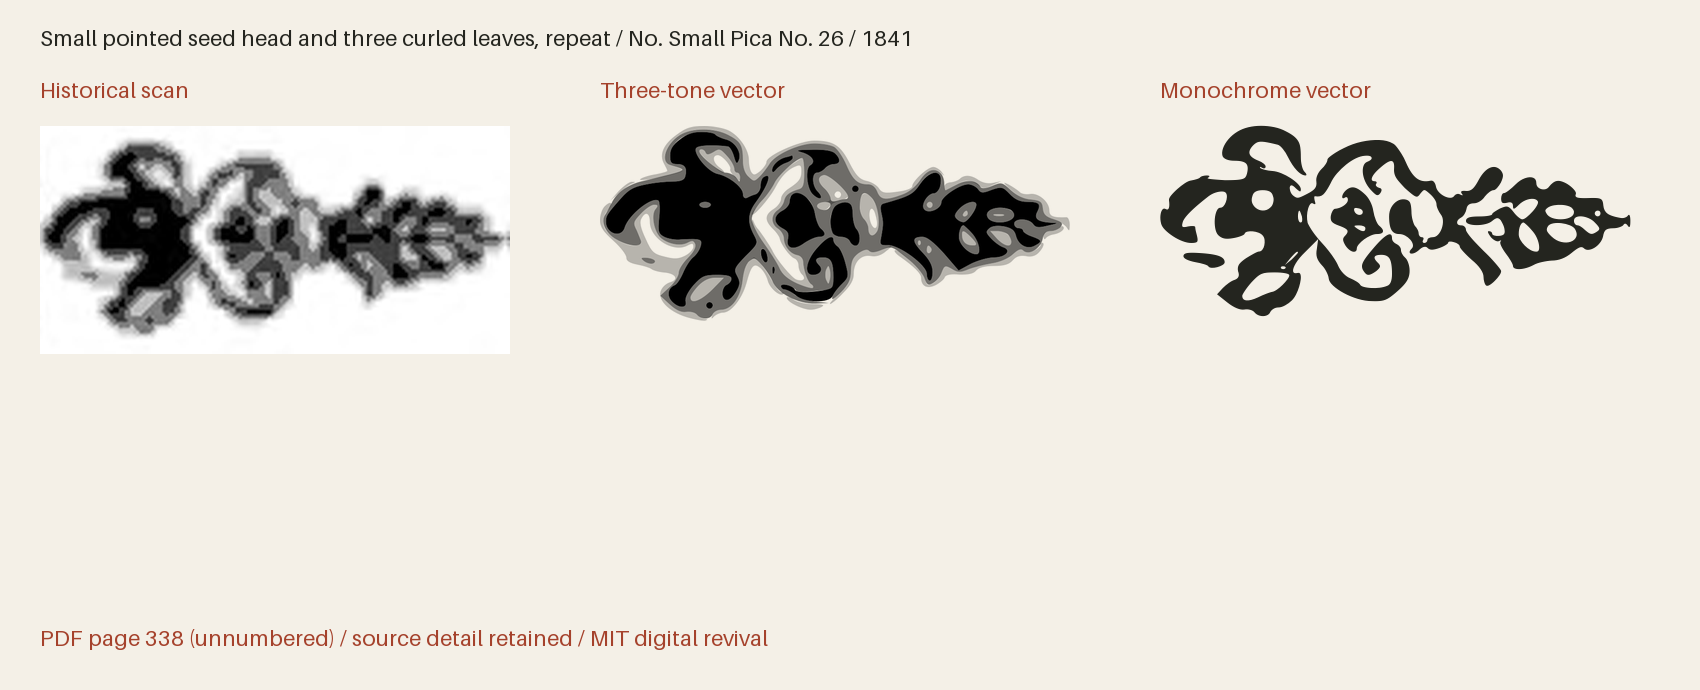 Small pointed seed head and three curled leaves, repeat / No. Small Pica No. 26 / 1841
Historical scan
Three-tone vector
Monochrome vector
PDF page 338 (unnumbered) / source detail retained / MIT digital revival